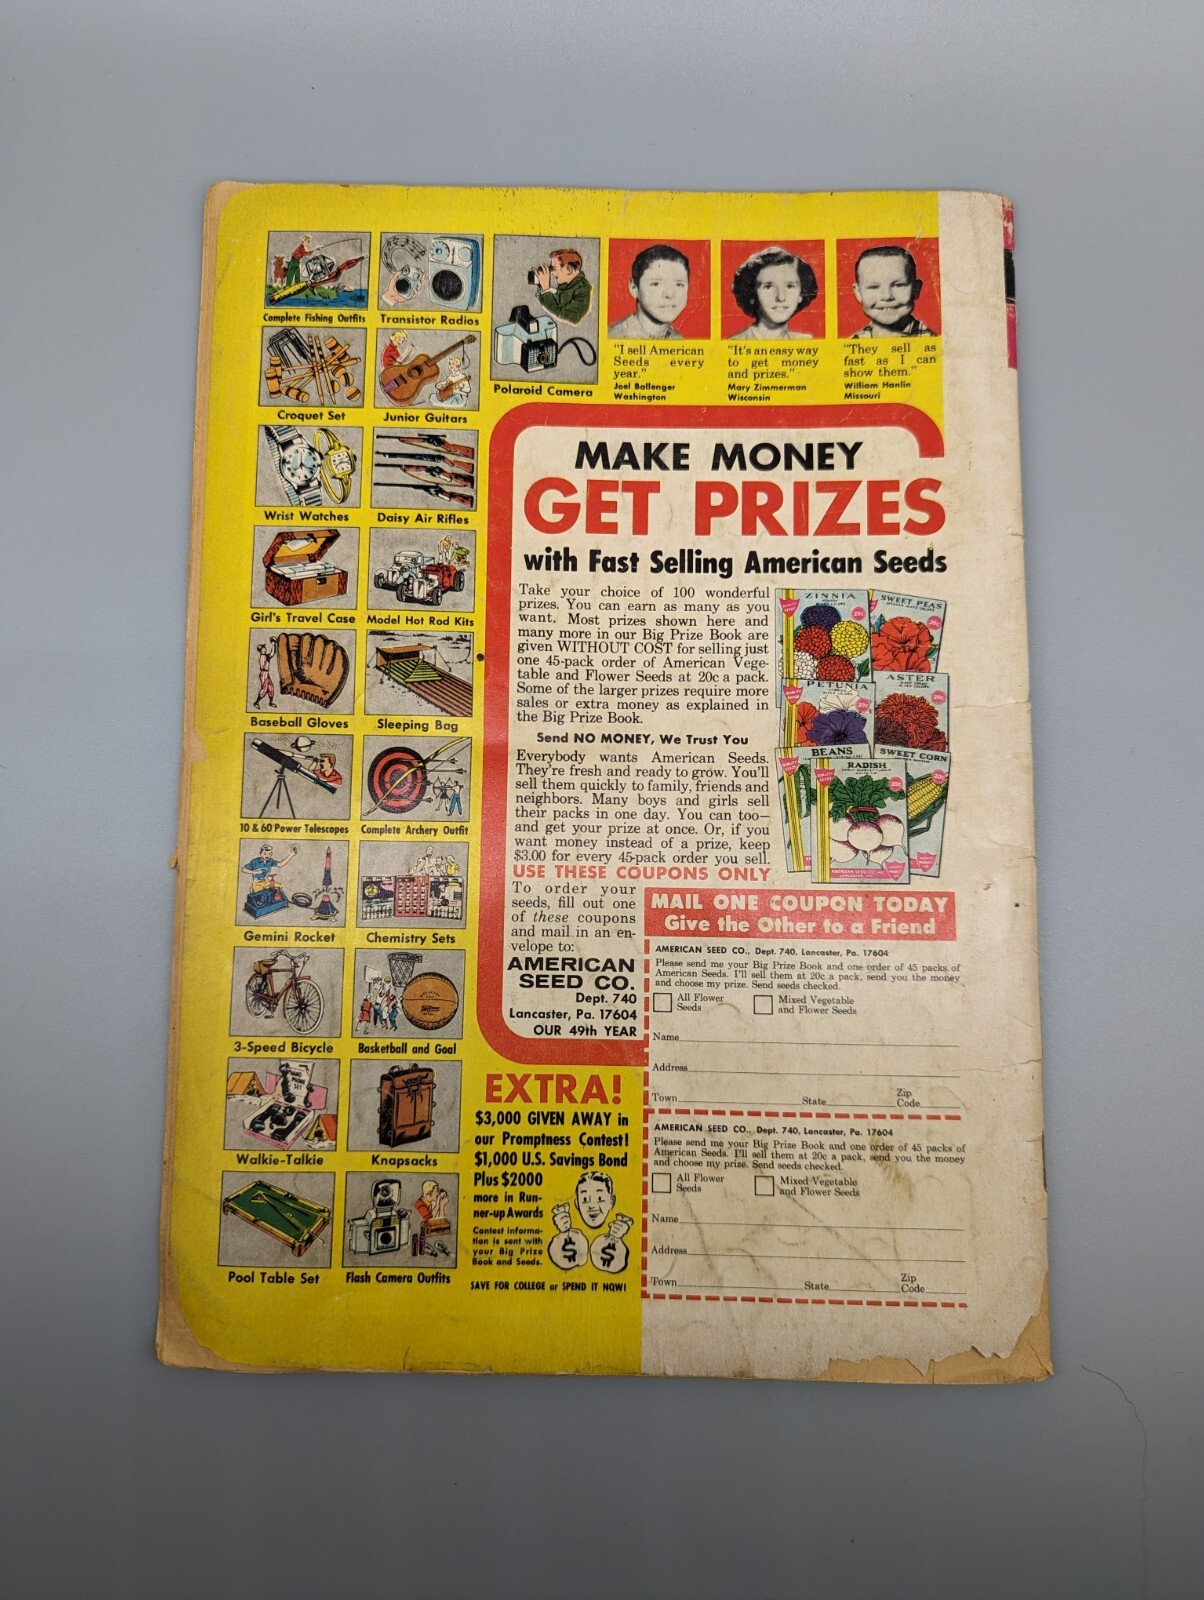 Complete Fishing Outfits
Transistor Radios
Croquet Set
Junior Guitars
Polaroid Camera
"I sell American
Seeds every
year."
Joel Ballenger
Washington
"It's an easy way
to get money
and prizes."
Mary Zimmerman
Wisconsin
"They sell as
fast as I can
show them."
William Hanlin
Missouri
Wrist Watches
Daisy Air Rifles
Girl's Travel Case
Model Hot Rod Kits
Baseball Gloves
Sleeping Bag
10 & 60 Power Telescopes
Complete Archery Outfit
Gemini Rocket
Chemistry Sets
3-Speed Bicycle
Basketball and Goal
Walkie-Talkie
Knapsacks
Pool Table Set
Flash Camera Outfits
MAKE MONEY
GET PRIZES
with Fast Selling American Seeds
Take your choice of 100 wonderful
prizes. You can earn as many as you
want. Most prizes shown here and
many more in our Big Prize Book are
given WITHOUT COST for selling just
one 45-pack order of American Vege-
table and Flower Seeds at 20c a pack.
Some of the larger prizes require more
sales or extra money as explained in
the Big Prize Book.
Send NO MONEY, We Trust You
Everybody wants American Seeds.
They're fresh and ready to grow. You'll
sell them quickly to family, friends and
neighbors. Many boys and girls sell
their packs in one day. You can too—
and get your prize at once. Or, if you
want money instead of a prize, keep
$3.00 for every 45-pack order you sell.
USE THESE COUPONS ONLY
To order your
seeds, fill out one
of these coupons
and mail in an en-
velope to:
AMERICAN
SEED CO.
Dept. 740
Lancaster, Pa. 17604
OUR 49th YEAR
ZINNIA
20c
SWEET PEAS
20c
PETUNIA
20c
ASTER
20c
BEANS
SWEET CORN
20c
RADISH
20c
MAIL ONE COUPON TODAY
Give the Other to a Friend
AMERICAN SEED CO., Dept. 740, Lancaster, Pa. 17604
Please send me your Big Prize Book and one order of 45 packs of
American Seeds. I'll sell them at 20c a pack, send you the money
and choose my prize. Send seeds checked.
All Flower
Seeds
Mixed Vegetable
and Flower Seeds
Name
Address
Town State Zip
Code
AMERICAN SEED CO., Dept. 740, Lancaster, Pa. 17604
Please send me your Big Prize Book and one order of 45 packs of
American Seeds. I'll sell them at 20c a pack, send you the money
and choose my prize. Send seeds checked.
All Flower
Seeds
Mixed Vegetable
and Flower Seeds
Name
Address
Town State Zip
Code
EXTRA!
$3,000 GIVEN AWAY in
our Promptness Contest!
$1,000 U.S. Savings Bond
Plus $2000
more in Run-
ner-up Awards
Contest informa-
tion is sent with
your Big Prize
Book and Seeds.
$ $
SAVE FOR COLLEGE or SPEND IT NOW!